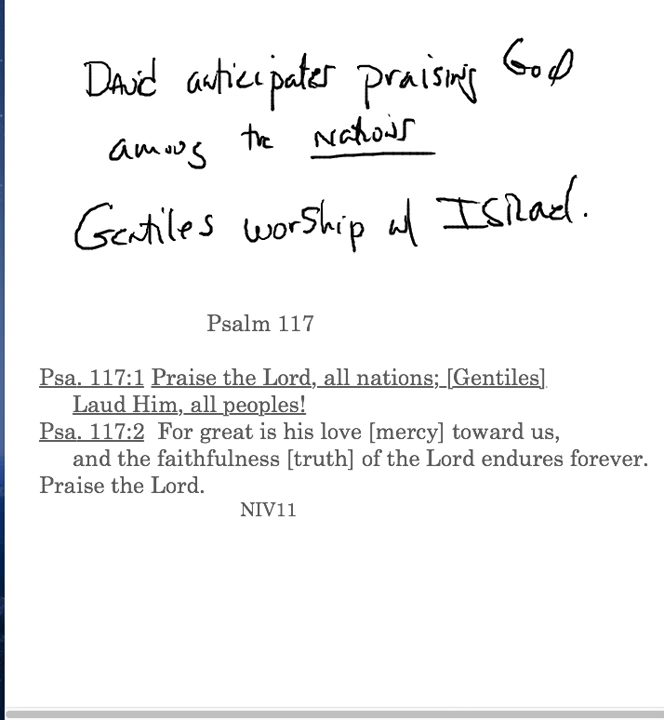 David anticipates praising God
among the Nations
Gentiles worship w/ ISRael.
Psalm 117
Psa. 117:1 Praise the Lord, all nations; [Gentiles]
Laud Him, all peoples!
Psa. 117:2 For great is his love [mercy] toward us,
and the faithfulness [truth] of the Lord endures forever.
Praise the Lord.
NIV11